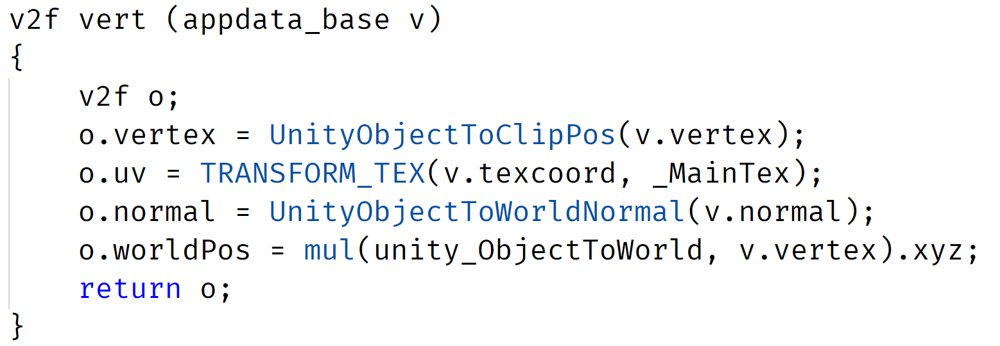 v2f vert (appdata_base v)
{
    v2f o;
    o.vertex = UnityObjectToClipPos(v.vertex);
    o.uv = TRANSFORM_TEX(v.texcoord, _MainTex);
    o.normal = UnityObjectToWorldNormal(v.normal);
    o.worldPos = mul(unity_ObjectToWorld, v.vertex).xyz;
    return o;
}